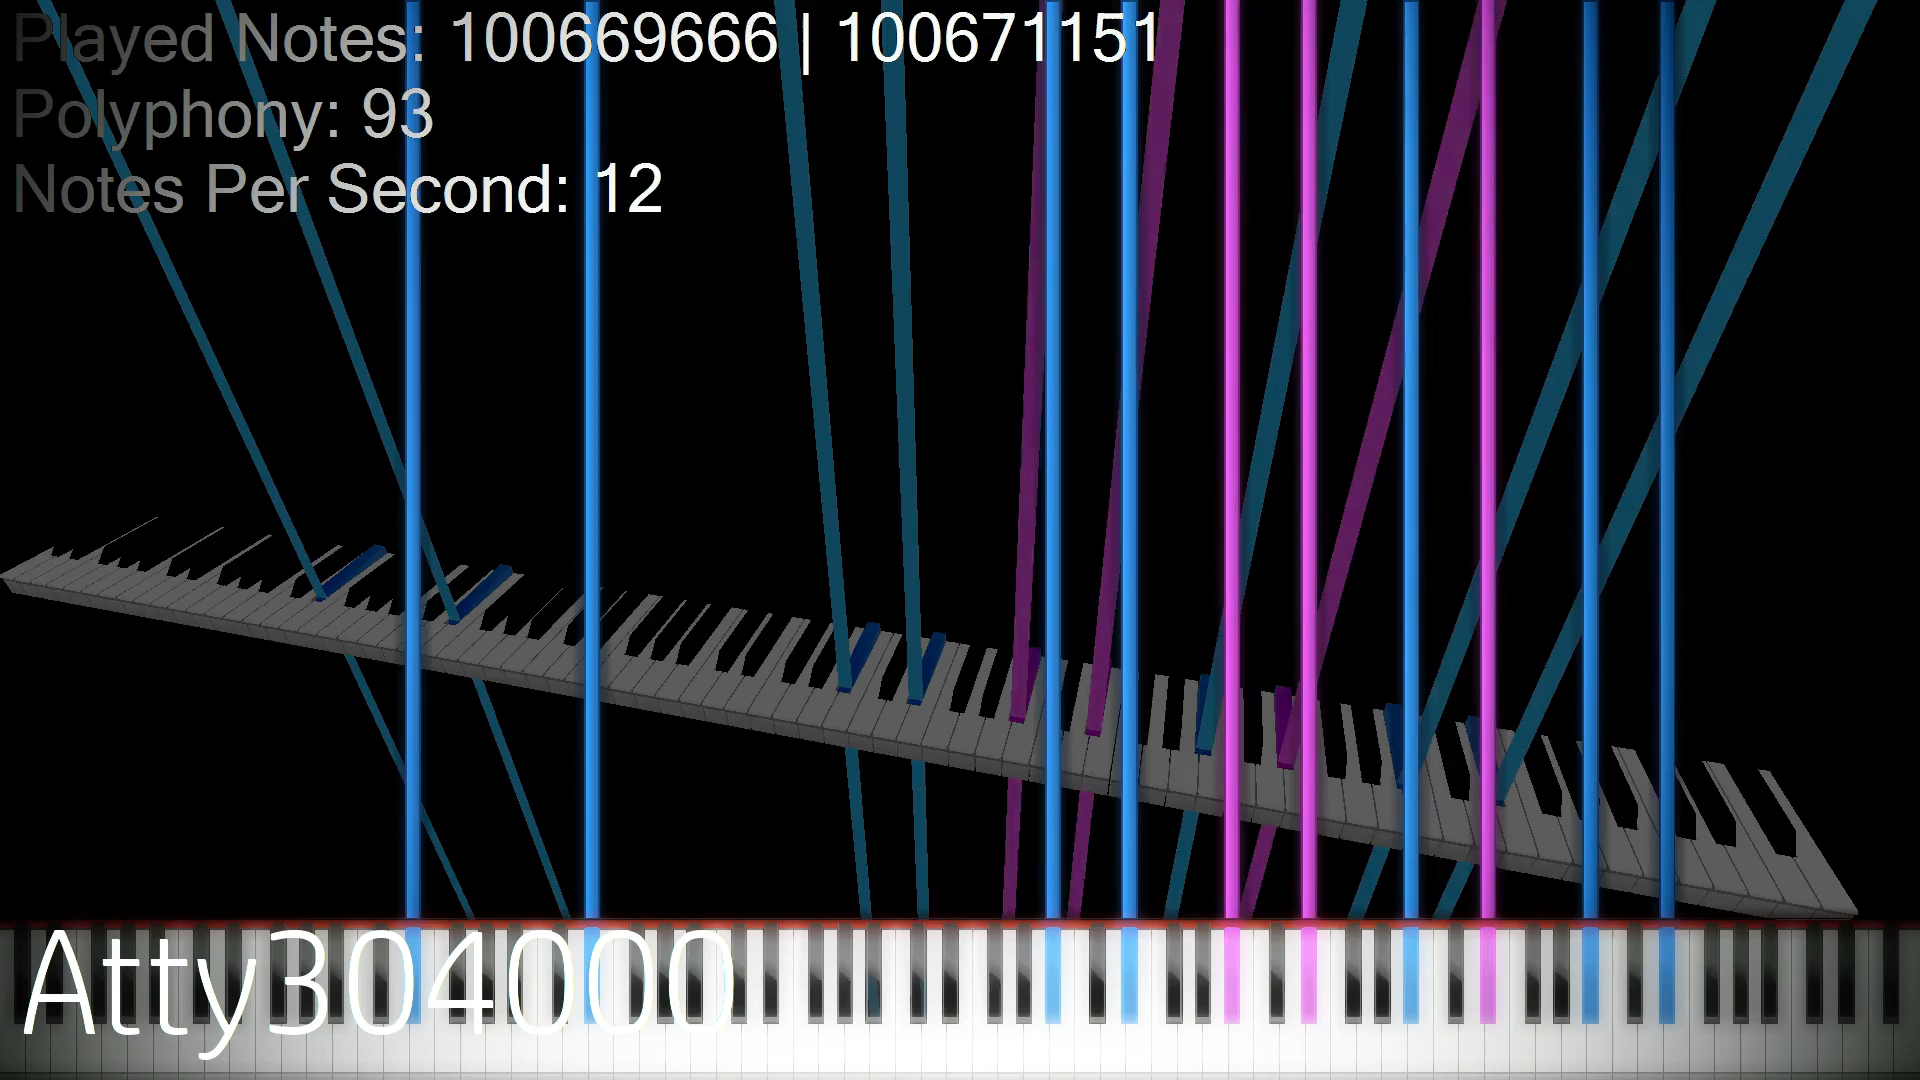 Played Notes: 100669666 | 100671151
Polyphony: 93
Notes Per Second: 12
Atty304000